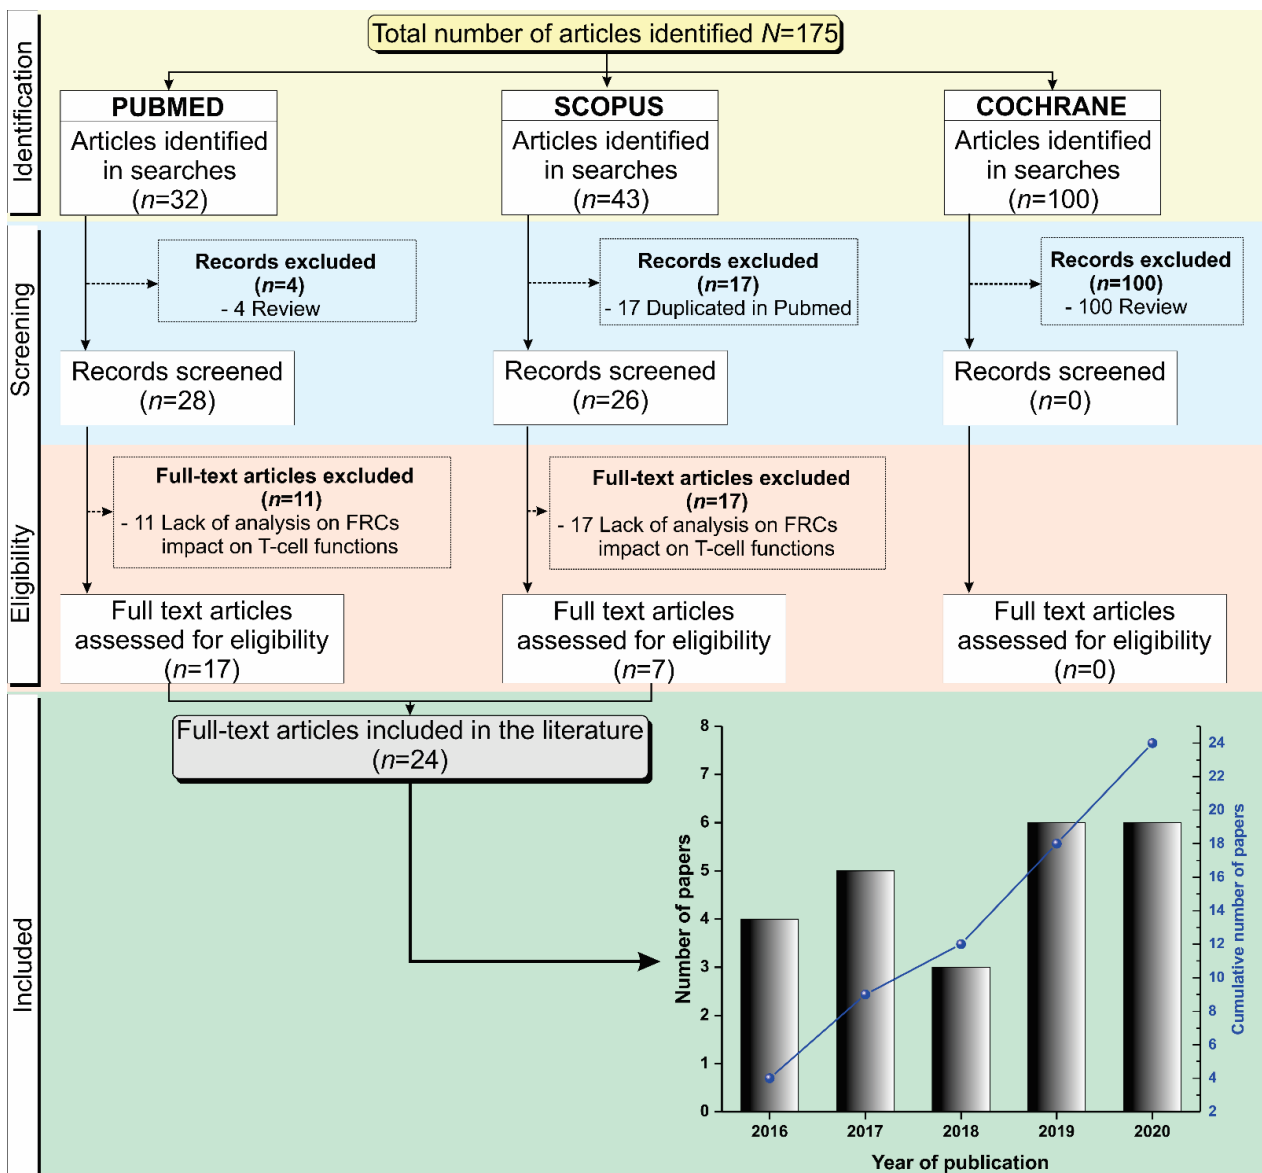 Identification
Total number of articles identified N=175
PUBMED
Articles identified
in searches
(n=32)
SCOPUS
Articles identified
in searches
(n=43)
COCHRANE
Articles identified
in searches
(n=100)
Screening
Records excluded
(n=4)
- 4 Review
Records excluded
(n=17)
- 17 Duplicated in Pubmed
Records excluded
(n=100)
- 100 Review
Records screened
(n=28)
Records screened
(n=26)
Records screened
(n=0)
Eligibility
Full-text articles excluded
(n=11)
- 11 Lack of analysis on FRCs
impact on T-cell functions
Full-text articles excluded
(n=17)
- 17 Lack of analysis on FRCs
impact on T-cell functions
Full text articles
assessed for eligibility
(n=17)
Full text articles
assessed for eligibility
(n=7)
Full text articles
assessed for eligibility
(n=0)
Included
Full-text articles included in the literature
(n=24)
Number of papers
8
7
6
5
4
3
2
1
0
2016
2017
2018
2019
2020
Year of publication
24
22
20
18
16
14
12
10
8
6
4
2
Cumulative number of papers